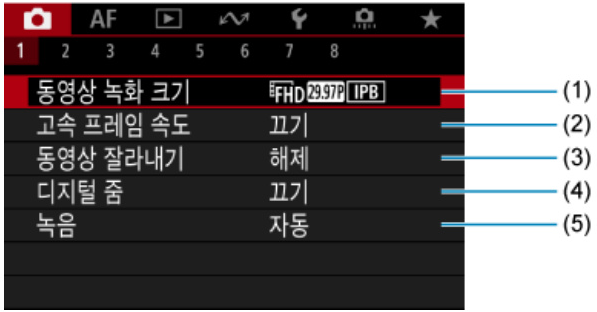 AF
1 2 3 4 5 6 7 8
동영상 녹화 크기 EFHD 29.97P IPB (1)
고속 프레임 속도 끄기 (2)
동영상 잘라내기 해제 (3)
디지털 줌 끄기 (4)
녹음 자동 (5)